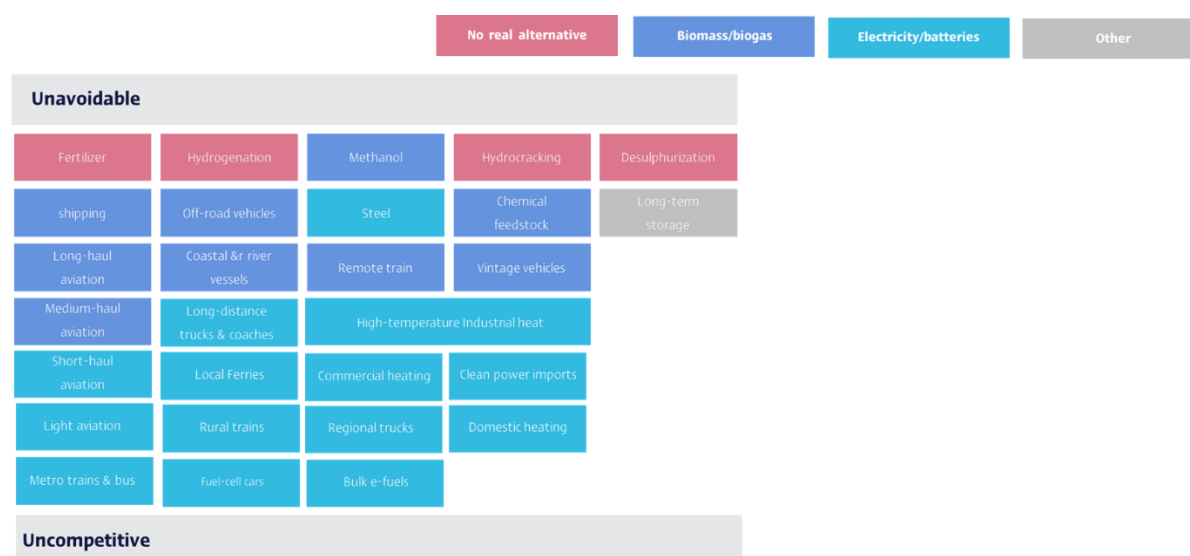 No real alternative
Biomass/biogas
Electricity/batteries
Other
Unavoidable
Fertilizer
Hydrogenation
Methanol
Hydrocracking
Desulphurization
shipping
Off-road vehicles
Steel
Chemical
feedstock
Long-term
storage
Long-haul
aviation
Coastal &r river
vessels
Remote train
Vintage vehicles
Medium-haul
aviation
Long-distance
trucks & coaches
High-temperature Industrial heat
Short-haul
aviation
Local Ferries
Commercial heating
Clean power imports
Light aviation
Rural trains
Regional trucks
Domestic heating
Metro trains & bus
Fuel-cell cars
Bulk e-fuels
Uncompetitive